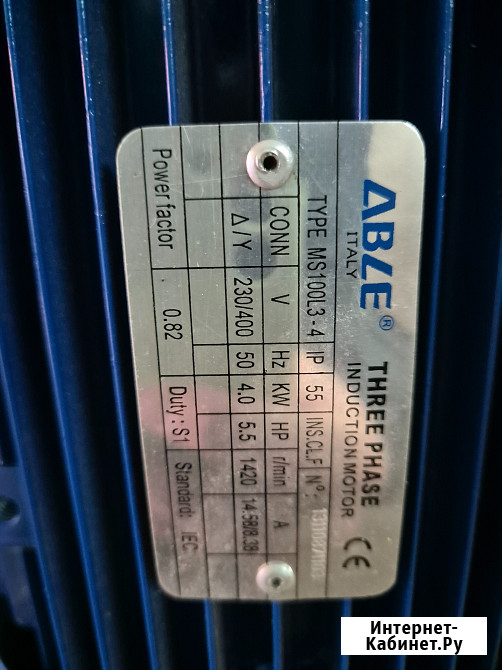 ABLE®
ITALY
THREE PHASE
INDUCTION MOTOR
CE
TYPE MS100L3-4 IP 55 INS.CL.F Nº:
CONN V Hz KW HP r/min A
Δ/Y 230/400 50 4.0 5.5 1420 14.58/8.38
Power factor 0.82 Duty: S1 Standard: IEC
Интернет-
Кабинет.Ру